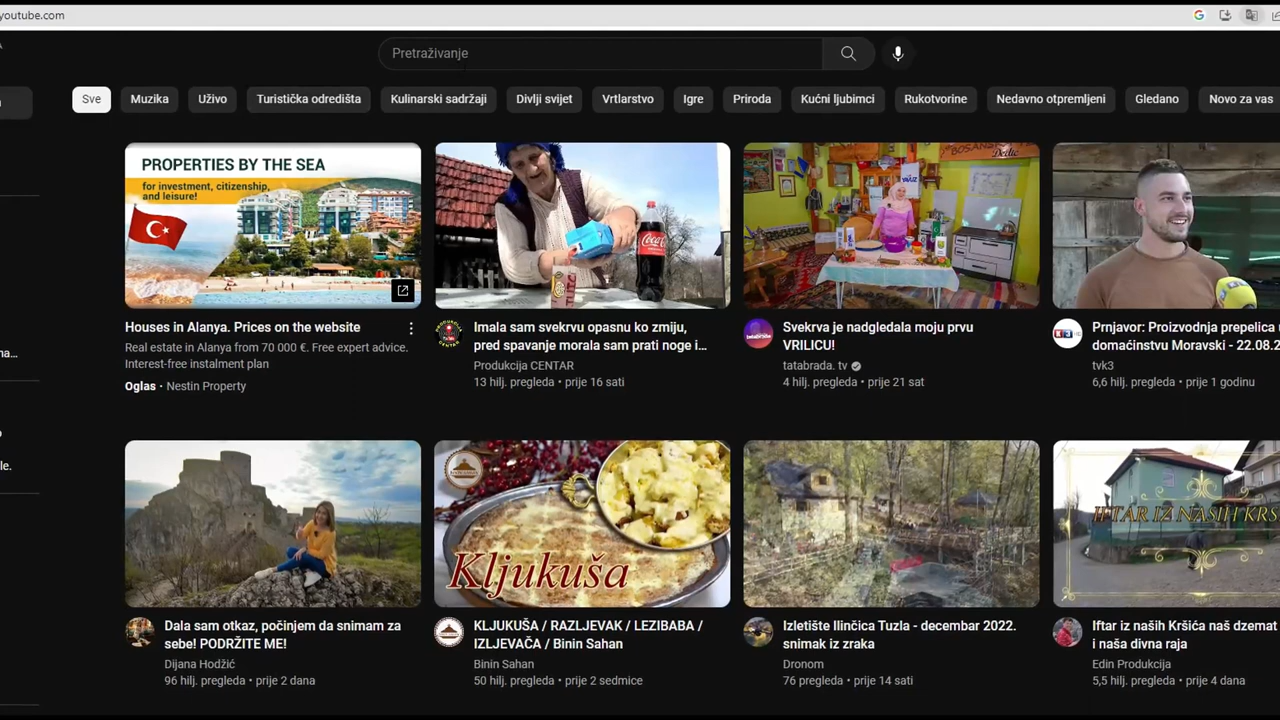 youtube.com
Pretraživanje
Sve
Muzika
Uživo
Turistička odredišta
Kulinarski sadržaji
Divlji svijet
Vrtlarstvo
Igre
Priroda
Kućni ljubimci
Rukotvorine
Nedavno otpremljeni
Gledano
Novo za vas
PROPERTIES BY THE SEA
for investment, citizenship,
and leisure!
Coca-Cola
Houses in Alanya. Prices on the website
Real estate in Alanya from 70 000 €. Free expert advice.
Interest-free instalment plan
Oglas • Nestin Property
Imala sam svekrvu opasnu ko zmiju,
pred spavanje morala sam prati noge i...
Produkcija CENTAR
13 hilj. pregleda • prije 16 sati
Svekrva je nadgledala moju prvu
VRILICU!
tatabrada. tv
4 hilj. pregleda • prije 21 sat
Prnjavor: Proizvodnja prepelica
domaćinstvu Moravski - 22.08.2
tvk3
6,6 hilj. pregleda • prije 1 godinu
Kljukuša
IFTAR IZ NAŠIH KRŠ
Dala sam otkaz, počinjem da snimam za
sebe! PODRŽITE ME!
Dijana Hodžić
96 hilj. pregleda • prije 2 dana
KLJUKUŠA / RAZLJEVAK / LEZIBABA /
IZLJEVAČA / Binin Sahan
Binin Sahan
50 hilj. pregleda • prije 2 sedmice
Izletište Ilinčica Tuzla - decembar 2022.
snimak iz zraka
Dronom
76 pregleda • prije 14 sati
Iftar iz naših Kršića naš dzemat
i naša divna raja
Edin Produkcija
5,5 hilj. pregleda • prije 4 dana